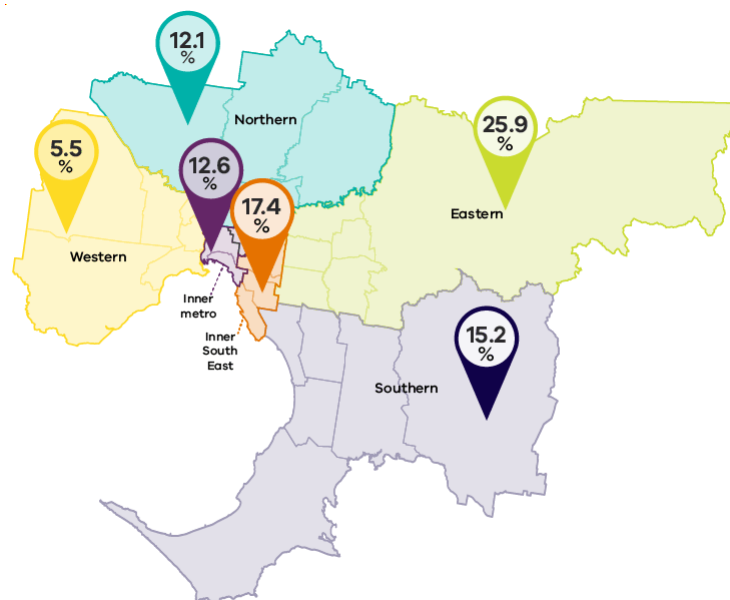 12.1
%
Northern
25.9
%
5.5
%
12.6
%
17.4
%
Eastern
Western
Inner
metro
Inner
South
East
15.2
%
Southern